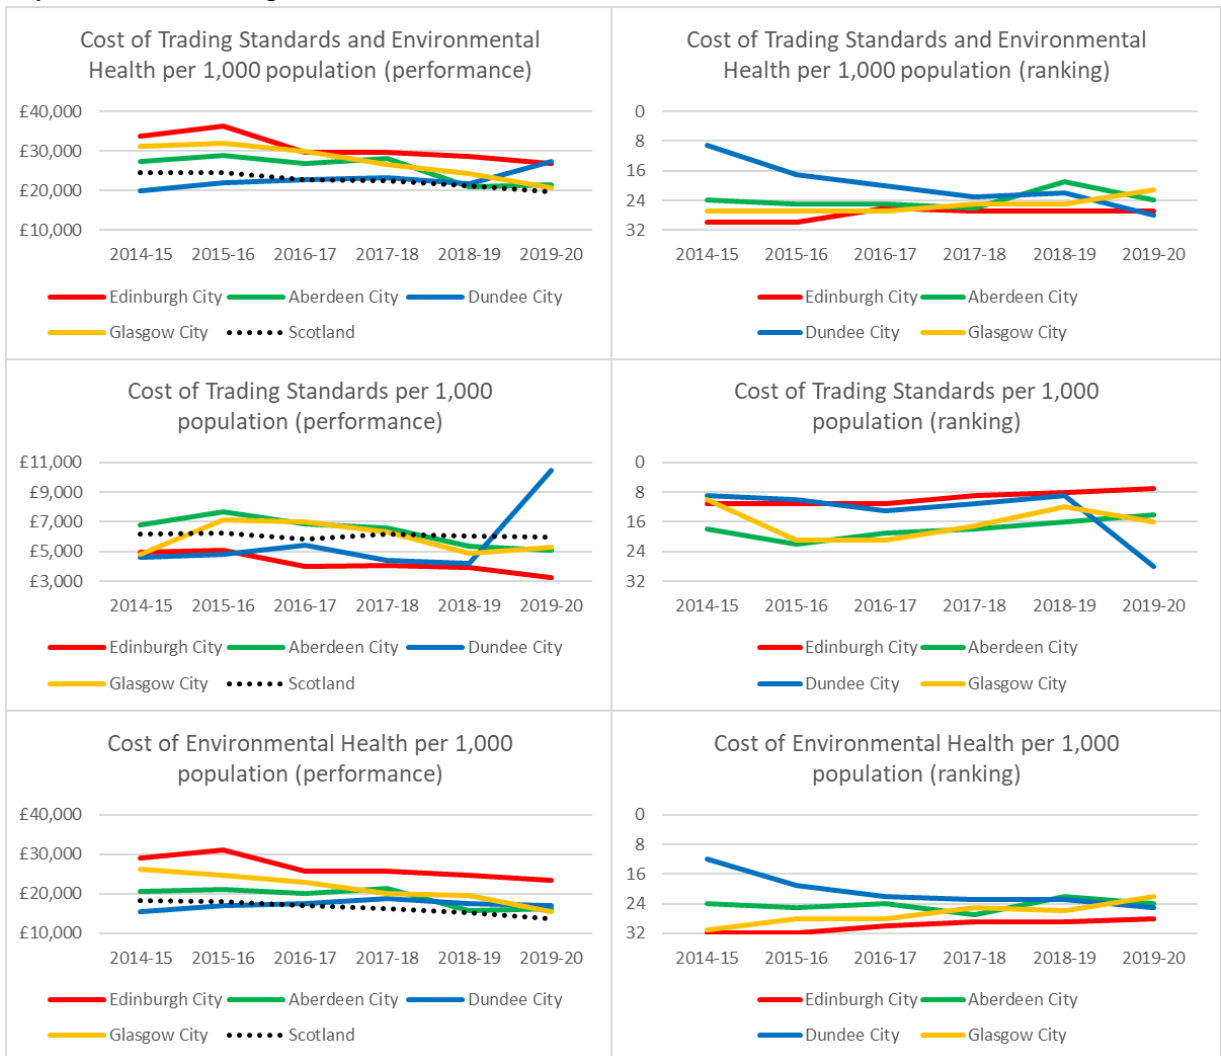 Cost of Trading Standards and Environmental
Health per 1,000 population (performance)
£40,000
£30,000
£20,000
£10,000
2014-15 2015-16 2016-17 2017-18 2018-19 2019-20
Edinburgh City Aberdeen City Dundee City
Glasgow City Scotland
Cost of Trading Standards and Environmental
Health per 1,000 population (ranking)
0
8
16
24
32
2014-15 2015-16 2016-17 2017-18 2018-19 2019-20
Edinburgh City Aberdeen City
Dundee City Glasgow City
Cost of Trading Standards per 1,000
population (performance)
£11,000
£9,000
£7,000
£5,000
£3,000
2014-15 2015-16 2016-17 2017-18 2018-19 2019-20
Edinburgh City Aberdeen City Dundee City
Glasgow City Scotland
Cost of Trading Standards per 1,000
population (ranking)
0
8
16
24
32
2014-15 2015-16 2016-17 2017-18 2018-19 2019-20
Edinburgh City Aberdeen City
Dundee City Glasgow City
Cost of Environmental Health per 1,000
population (performance)
£40,000
£30,000
£20,000
£10,000
2014-15 2015-16 2016-17 2017-18 2018-19 2019-20
Edinburgh City Aberdeen City Dundee City
Glasgow City Scotland
Cost of Environmental Health per 1,000
population (ranking)
0
8
16
24
32
2014-15 2015-16 2016-17 2017-18 2018-19 2019-20
Edinburgh City Aberdeen City
Dundee City Glasgow City